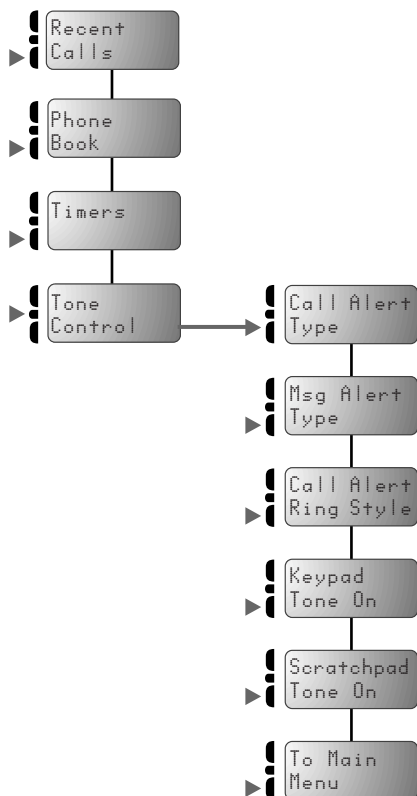 Recent
Calls
Phone
Book
Timers
Tone
Control
Call Alert
Type
Msg Alert
Type
Call Alert
Ring Style
Keypad
Tone On
Scratchpad
Tone On
To Main
Menu